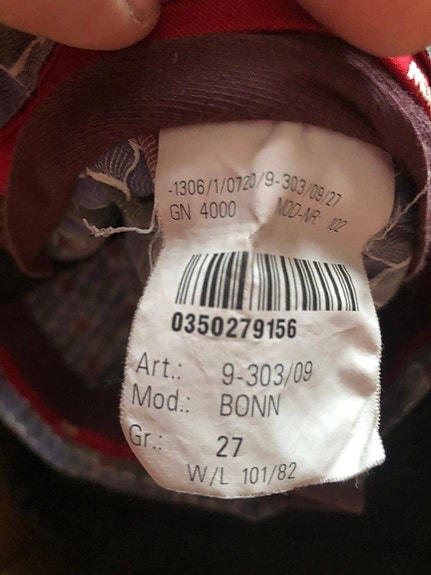 -1306/1/0720/9-303/09/27
GN 4000 MOD-NR. 102
0350279156
Art.: 9-303/09
Mod.: BONN
Gr.: 27
W/L 101/82